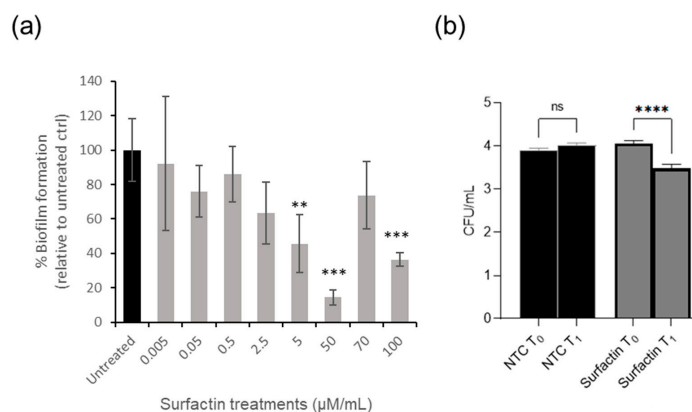 (a)
% Biofilm formation
(relative to untreated ctrl)
140
120
100
80
60
40
20
0
**
***
***
Untreated
0.005
0.05
0.5
2.5
5
50
70
100
Surfactin treatments (µM/mL)
(b)
CFU/mL
5
4
3
2
1
0
ns
****
NTC T0
NTC T1
Surfactin T0
Surfactin T1